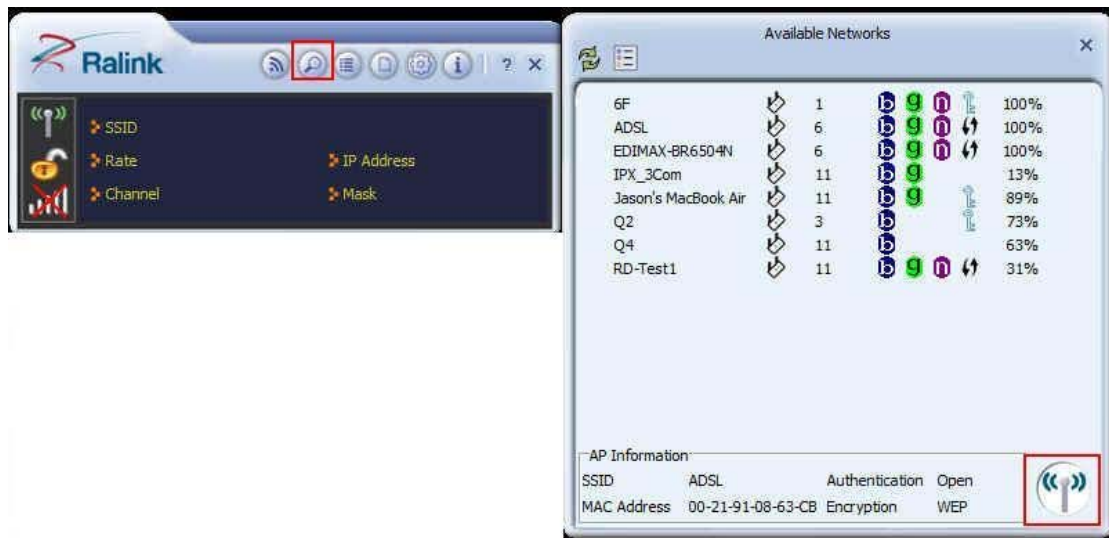 Ralink
? ×
SSID
Rate
IP Address
Channel
Mask
Available Networks
×
6F 1 b g n 100%
ADSL 6 b g n 100%
EDIMAX-BR6504N 6 b g n 100%
IPX_3Com 11 b g 13%
Jason's MacBook Air 11 b g 89%
Q2 3 b 73%
Q4 11 b 63%
RD-Test1 11 b g n 31%
AP Information
SSID ADSL Authentication Open
MAC Address 00-21-91-08-63-CB Encryption WEP